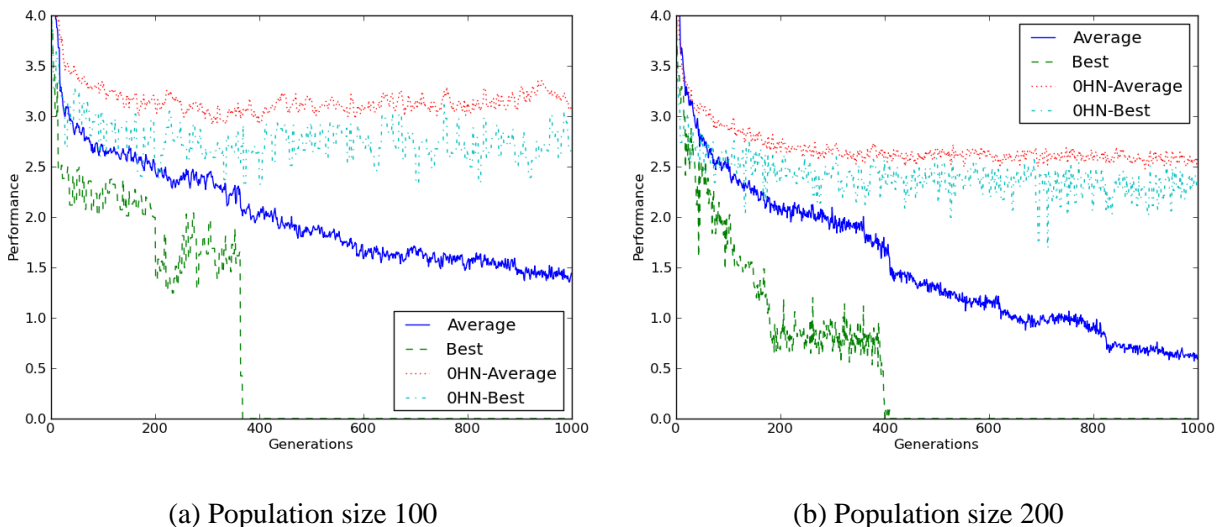 4.0
3.5
3.0
2.5
2.0
1.5
1.0
0.5
0.0
Performance
0 200 400 600 800 1000
Generations
Average
Best
0HN-Average
0HN-Best
(a) Population size 100
4.0
3.5
3.0
2.5
2.0
1.5
1.0
0.5
0.0
Performance
0 200 400 600 800 1000
Generations
Average
Best
0HN-Average
0HN-Best
(b) Population size 200